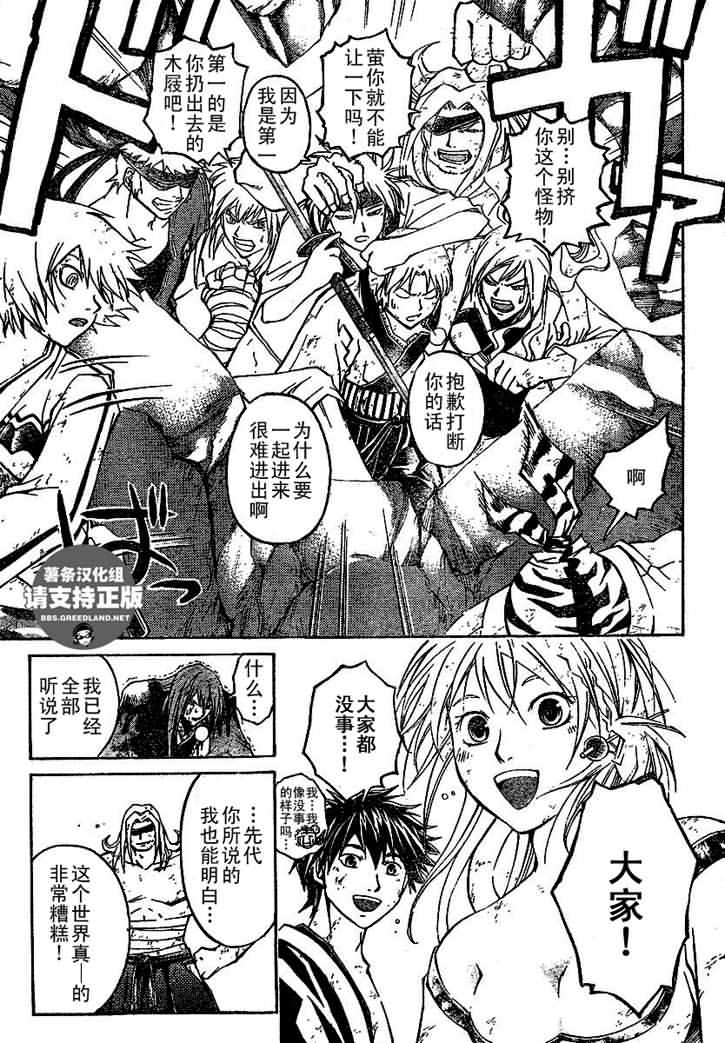 别…别挤
你这个怪物！
萤你就不能
让一下吗！
因为
我是第一
第一的是
你扔出去的
木屐吧！
抱歉打断
你的话
啊
为什么要
一起进来
很难进出啊
薯条汉化组
请支持正版
BBS.GREEDLAND.NET
大家！
大家都
没事…！
我…我
像没事
的样子吗…
什么…
我已经
全部
听说了
…先代
你所说的
我也能
明白…
这个世界真一的
非常糟糕！